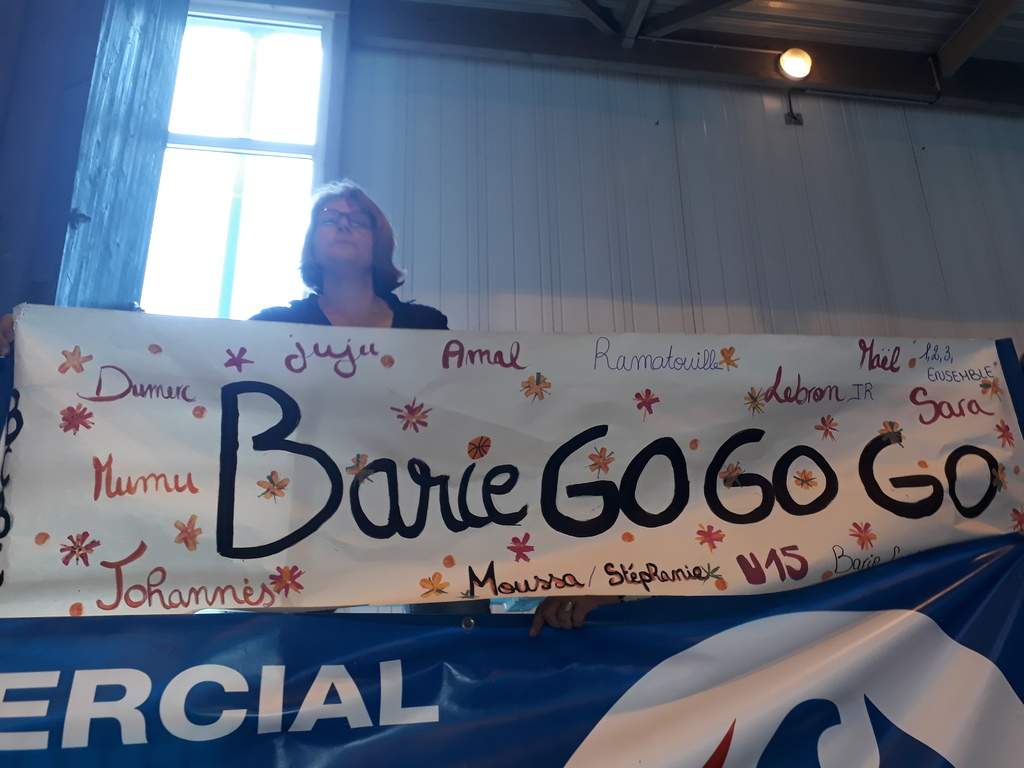 juju Amal Ramatouille Maël 1, 2, 3,
ENSEMBLE
Dumerc Lebron JR Sara
Barie GO GO GO
Mumu
Johannès Moussa / Stéphanie U15 Barie
ERCIAL